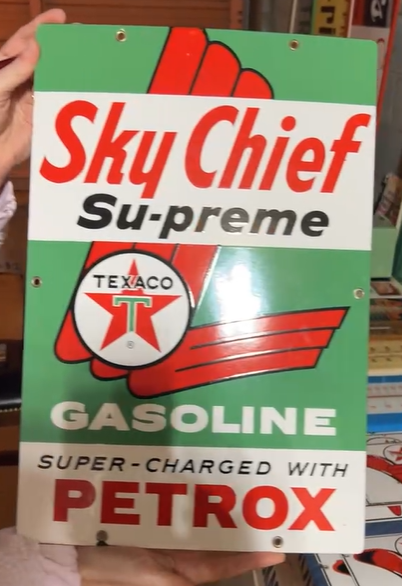 Sky Chief
Su-preme
TEXACO
T
®
GASOLINE
SUPER-CHARGED WITH
PETROX